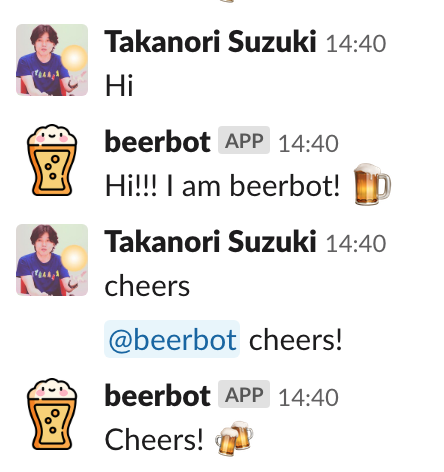 Takanori Suzuki 14:40
Hi
beerbot APP 14:40
Hi!!! I am beerbot! 🍺
Takanori Suzuki 14:40
cheers
@beerbot cheers!
beerbot APP 14:40
Cheers! 🍻